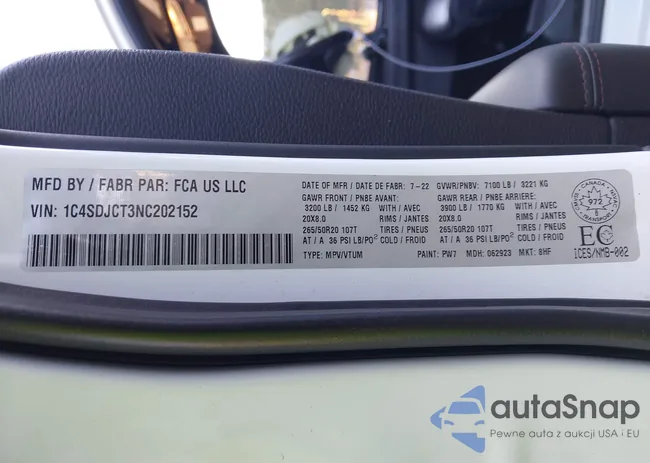 MFD BY / FABR PAR: FCA US LLC
VIN: 1C4SDJCT3NC202152
DATE OF MFR / DATE DE FABR: 7-22 GVWR/PNBV: 7100 LB / 3221 KG
GAWR FRONT / PNBE AVANT: GAWR REAR / PNBE ARRIERE:
3200 LB / 1452 KG WITH / AVEC 3900 LB / 1770 KG WITH / AVEC
20X8.0 RIMS / JANTES 20X8.0 RIMS / JANTES
265/50R20 107T TIRES / PNEUS 265/50R20 107T TIRES / PNEUS
AT / A 36 PSI LB/PO2 COLD / FROID AT / A 36 PSI LB/PO2 COLD / FROID
TYPE: MPV/VTUM PAINT: PW7 MDH: 062923 MKT: 8HF
CANADA
972
TRANSPORT
EC
ICES/NMB-002
autaSnap
Pewne auta z aukcji USA i EU